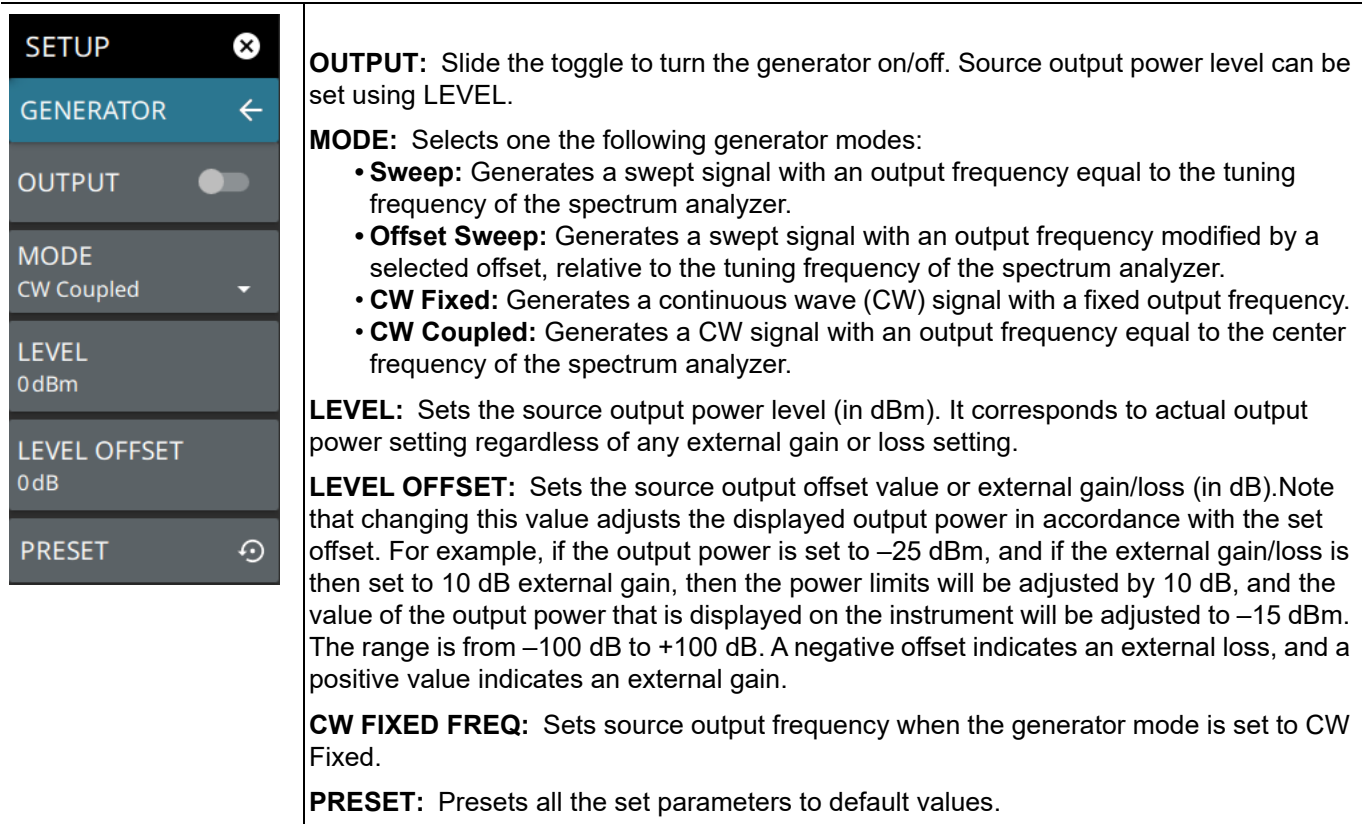 SETUP
GENERATOR
OUTPUT
MODE
CW Coupled
LEVEL
0 dBm
LEVEL OFFSET
0 dB
PRESET
OUTPUT: Slide the toggle to turn the generator on/off. Source output power level can be
set using LEVEL.
MODE: Selects one the following generator modes:
• Sweep: Generates a swept signal with an output frequency equal to the tuning
frequency of the spectrum analyzer.
• Offset Sweep: Generates a swept signal with an output frequency modified by a
selected offset, relative to the tuning frequency of the spectrum analyzer.
• CW Fixed: Generates a continuous wave (CW) signal with a fixed output frequency.
• CW Coupled: Generates a CW signal with an output frequency equal to the center
frequency of the spectrum analyzer.
LEVEL: Sets the source output power level (in dBm). It corresponds to actual output
power setting regardless of any external gain or loss setting.
LEVEL OFFSET: Sets the source output offset value or external gain/loss (in dB).Note
that changing this value adjusts the displayed output power in accordance with the set
offset. For example, if the output power is set to –25 dBm, and if the external gain/loss is
then set to 10 dB external gain, then the power limits will be adjusted by 10 dB, and the
value of the output power that is displayed on the instrument will be adjusted to –15 dBm.
The range is from –100 dB to +100 dB. A negative offset indicates an external loss, and a
positive value indicates an external gain.
CW FIXED FREQ: Sets source output frequency when the generator mode is set to CW
Fixed.
PRESET: Presets all the set parameters to default values.